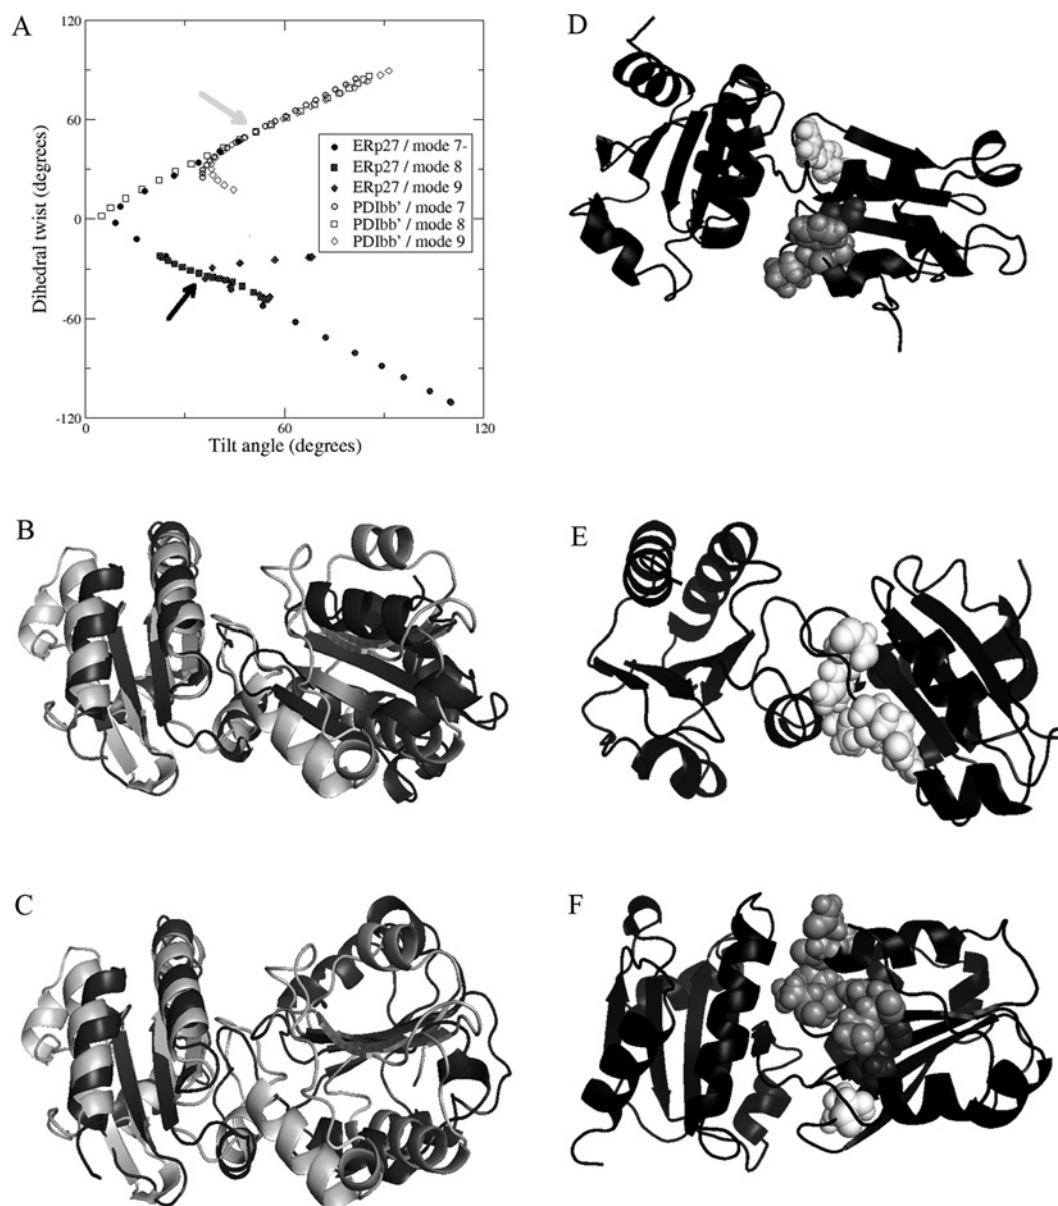 A
120
60
0
-60
-120
Dihedral twist (degrees)
ERp27 / mode 7-
ERp27 / mode 8
ERp27 / mode 9
PDIbb' / mode 7
PDIbb' / mode 8
PDIbb' / mode 9
0
60
120
Tilt angle (degrees)
D
B
E
C
F